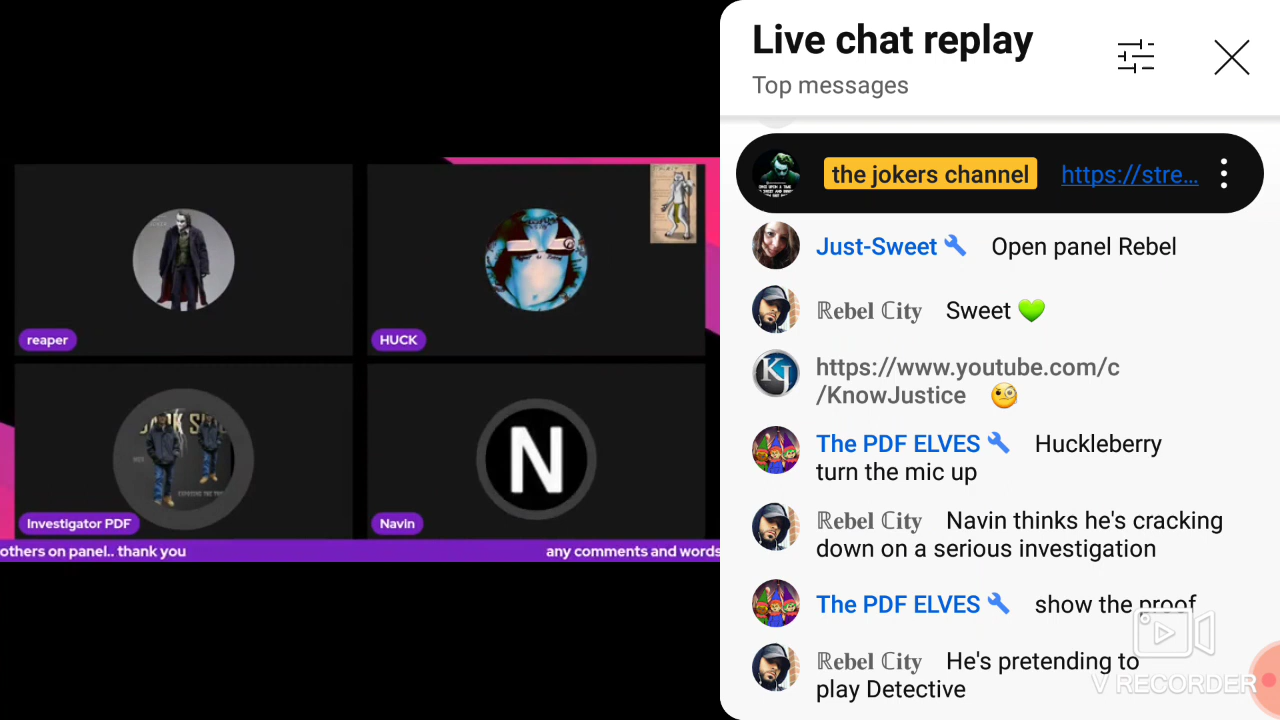 Live chat replay
Top messages
the jokers channel https://stre...
Just-Sweet Open panel Rebel
ℝ𝐞𝐛𝐞𝐥 ℂ𝐢𝐭𝐲 Sweet 💚
https://www.youtube.com/c
/KnowJustice 🧐
The PDF ELVES Huckleberry
turn the mic up
ℝ𝐞𝐛𝐞𝐥 ℂ𝐢𝐭𝐲 Navin thinks he's cracking
down on a serious investigation
The PDF ELVES show the proof
ℝ𝐞𝐛𝐞𝐥 ℂ𝐢𝐭𝐲 He's pretending to
play Detective
reaper
HUCK
N
Investigator PDF
Navin
others on panel.. thank you
any comments and words
KJ
V RECORDER